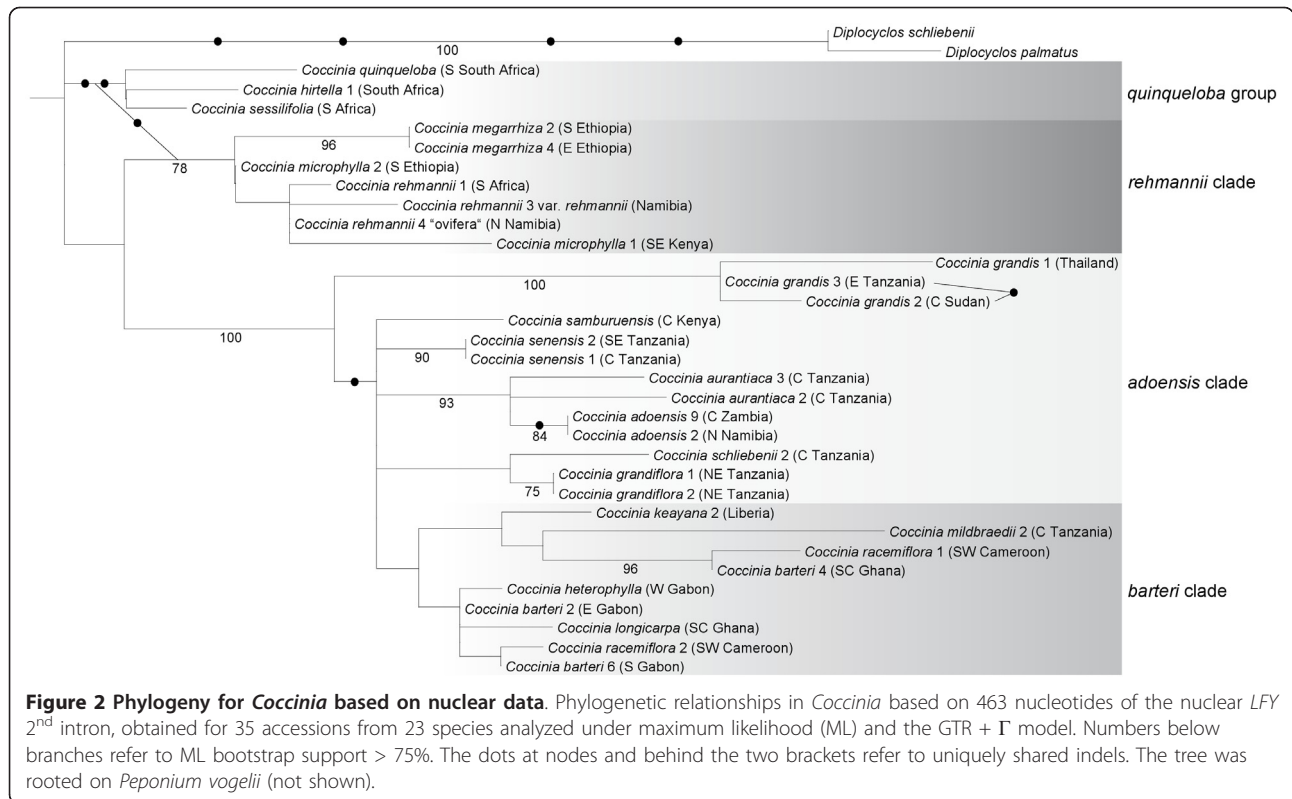 Diplocyclos schliebenii
100
Diplocyclos palmatus
Coccinia quinqueloba (S South Africa)
Coccinia hirtella 1 (South Africa)
quinqueloba group
Coccinia sessilifolia (S Africa)
Coccinia megarrhiza 2 (S Ethiopia)
96
Coccinia megarrhiza 4 (E Ethiopia)
78
Coccinia microphylla 2 (S Ethiopia)
Coccinia rehmannii 1 (S Africa)
rehmannii clade
Coccinia rehmannii 3 var. rehmannii (Namibia)
Coccinia rehmannii 4 “ovifera“ (N Namibia)
Coccinia microphylla 1 (SE Kenya)
Coccinia grandis 1 (Thailand)
100
Coccinia grandis 3 (E Tanzania)
Coccinia grandis 2 (C Sudan)
Coccinia samburuensis (C Kenya)
100
Coccinia senensis 2 (SE Tanzania)
90
Coccinia senensis 1 (C Tanzania)
Coccinia aurantiaca 3 (C Tanzania)
adoensis clade
93
Coccinia aurantiaca 2 (C Tanzania)
Coccinia adoensis 9 (C Zambia)
84
Coccinia adoensis 2 (N Namibia)
Coccinia schliebenii 2 (C Tanzania)
Coccinia grandiflora 1 (NE Tanzania)
75
Coccinia grandiflora 2 (NE Tanzania)
Coccinia keayana 2 (Liberia)
Coccinia mildbraedii 2 (C Tanzania)
Coccinia racemiflora 1 (SW Cameroon)
96
Coccinia barteri 4 (SC Ghana)
Coccinia heterophylla (W Gabon)
barteri clade
Coccinia barteri 2 (E Gabon)
Coccinia longicarpa (SC Ghana)
Coccinia racemiflora 2 (SW Cameroon)
Coccinia barteri 6 (S Gabon)
Figure 2 Phylogeny for Coccinia based on nuclear data. Phylogenetic relationships in Coccinia based on 463 nucleotides of the nuclear LFY
2nd intron, obtained for 35 accessions from 23 species analyzed under maximum likelihood (ML) and the GTR + Γ model. Numbers below
branches refer to ML bootstrap support > 75%. The dots at nodes and behind the two brackets refer to uniquely shared indels. The tree was
rooted on Peponium vogelii (not shown).